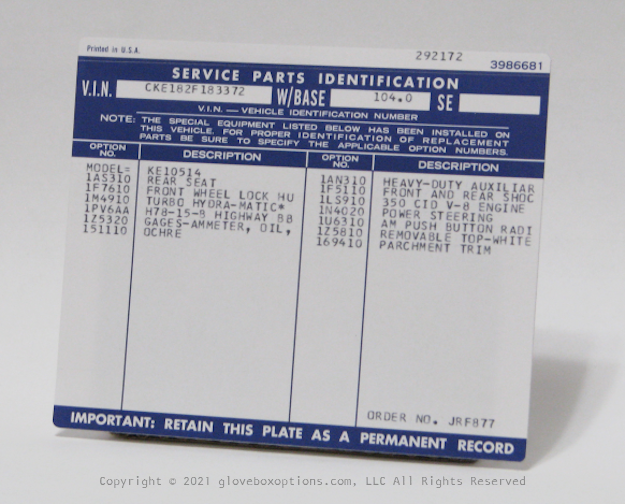 Printed in U.S.A.
292172
3986681
SERVICE PARTS IDENTIFICATION
V.I.N. CKE182F183372 W/BASE 104.0 SE
V.I.N. — VEHICLE IDENTIFICATION NUMBER
NOTE: THE SPECIAL EQUIPMENT LISTED BELOW HAS BEEN INSTALLED ON
THIS VEHICLE. FOR PROPER IDENTIFICATION OF REPLACEMENT
PARTS BE SURE TO SPECIFY THE APPLICABLE OPTION NUMBERS.
OPTION NO. DESCRIPTION
MODEL= KE10514
1AS310 REAR SEAT
1F7610 FRONT WHEEL LOCK HU
1M4910 TURBO HYDRA-MATIC*
1PV6AA H78-15-B HIGHWAY BB
1Z5320 GAGES-AMMETER, OIL,
151110 OCHRE
OPTION NO. DESCRIPTION
1AN310 HEAVY-DUTY AUXILIAR
1F5110 FRONT AND REAR SHOC
1LS910 350 CID V-8 ENGINE
1N4020 POWER STEERING
1U6310 AM PUSH BUTTON RADI
1Z5810 REMOVABLE TOP-WHITE
169410 PARCHMENT TRIM
ORDER NO. JRF877
IMPORTANT: RETAIN THIS PLATE AS A PERMANENT RECORD
Copyright © 2021 gloveboxoptions.com, LLC All Rights Reserved